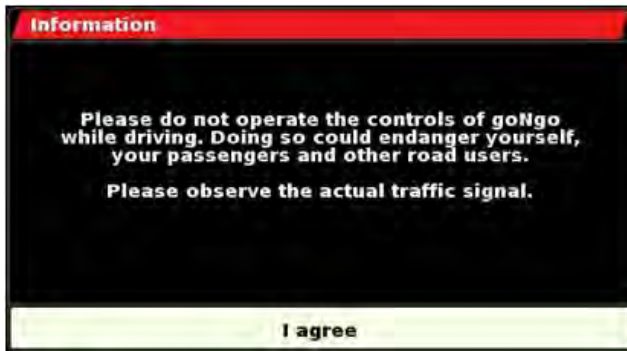 Information
Please do not operate the controls of goNgo
while driving. Doing so could endanger yourself,
your passengers and other road users.
Please observe the actual traffic signal.
I agree